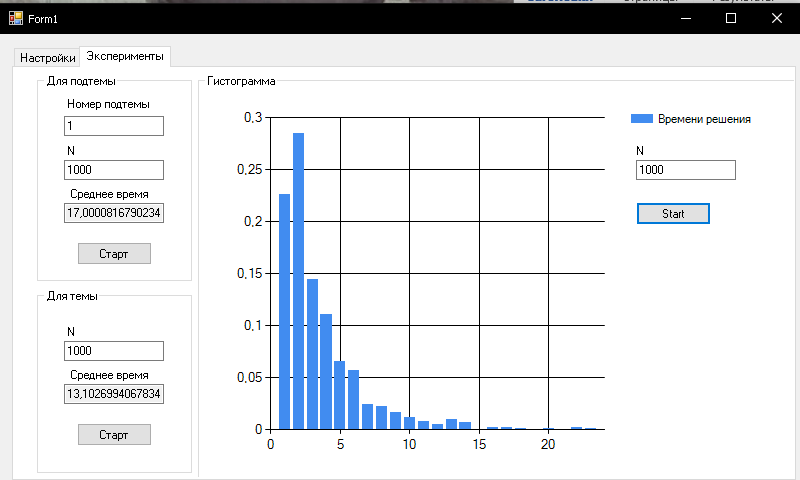 Form1
Настройки
Эксперименты
Для подтемы
Номер подтемы
1
N
1000
Среднее время
17,0000816790234
Старт
Для темы
N
1000
Среднее время
13,1026994067834
Старт
Гистограмма
0,3
0,25
0,2
0,15
0,1
0,05
0
0 5 10 15 20
Времени решения
N
1000
Start